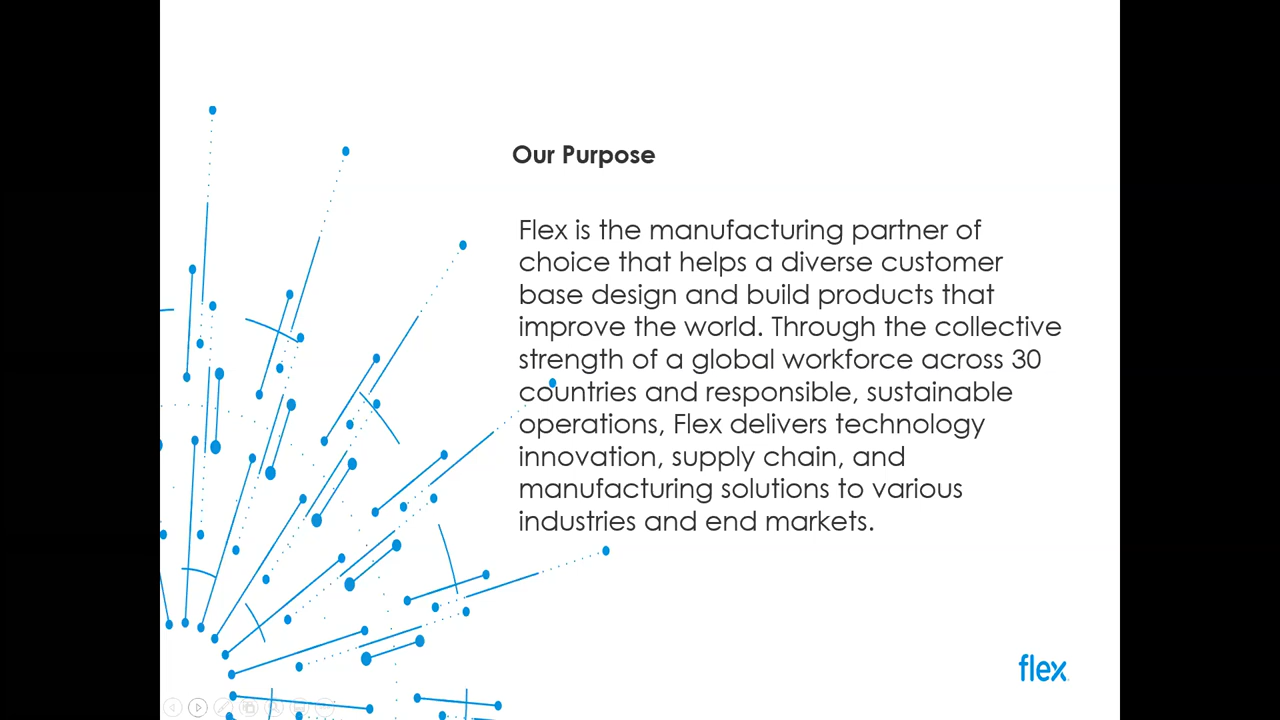 Our Purpose
Flex is the manufacturing partner of
choice that helps a diverse customer
base design and build products that
improve the world. Through the collective
strength of a global workforce across 30
countries and responsible, sustainable
operations, Flex delivers technology
innovation, supply chain, and
manufacturing solutions to various
industries and end markets.
flex